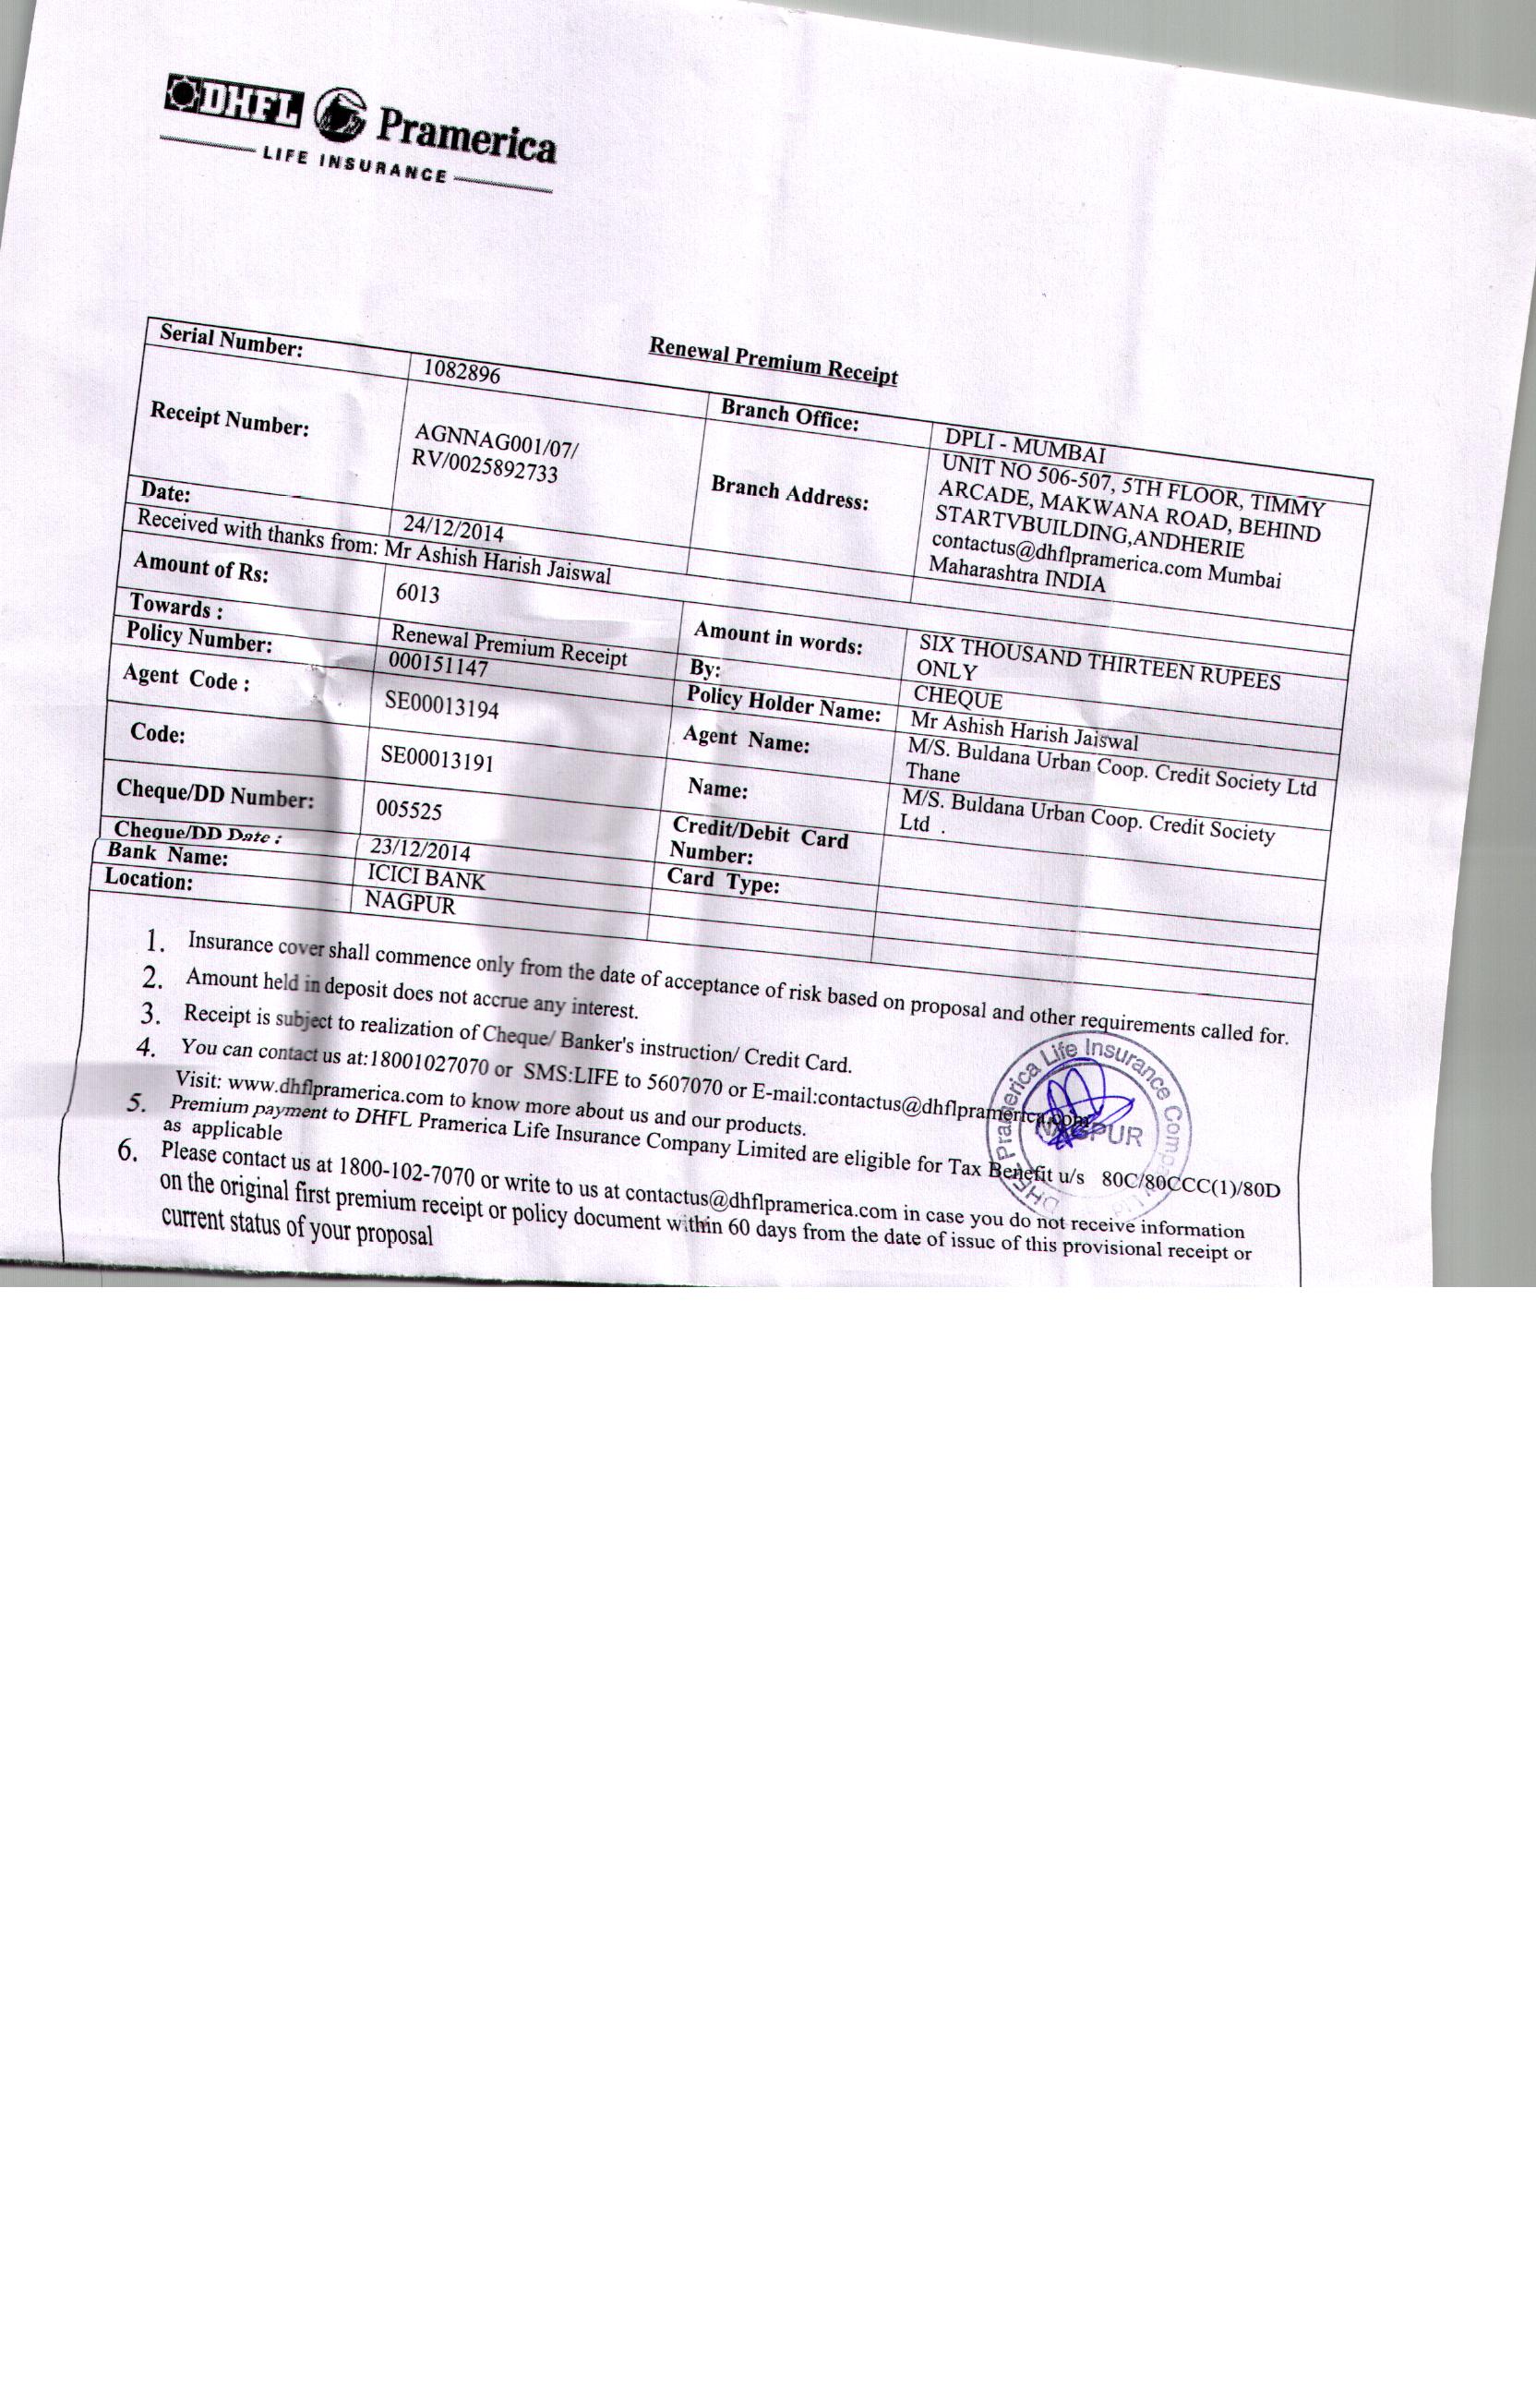 DHFL Pramerica
LIFE INSURANCE
Renewal Premium Receipt
Serial Number: 1082896 Branch Office: DPLI - MUMBAI
Receipt Number: AGNNAG001/07/
RV/0025892733
Branch Address: UNIT NO 506-507, 5TH FLOOR, TIMMY
ARCADE, MAKWANA ROAD, BEHIND
STARTVBUILDING,ANDHERIE
contactus@dhflpramerica.com Mumbai
Maharashtra INDIA
Date: 24/12/2014
Received with thanks from: Mr Ashish Harish Jaiswal
Amount of Rs: 6013 Amount in words: SIX THOUSAND THIRTEEN RUPEES
ONLY
Towards : Renewal Premium Receipt By: CHEQUE
Policy Number: 000151147 Policy Holder Name: Mr Ashish Harish Jaiswal
Agent Code : SE00013194 Agent Name: M/S. Buldana Urban Coop. Credit Society Ltd
Thane
Code: SE00013191 Name: M/S. Buldana Urban Coop. Credit Society
Ltd .
Cheque/DD Number: 005525 Credit/Debit Card
Number:
Cheque/DD Date : 23/12/2014 Card Type:
Bank Name: ICICI BANK
Location: NAGPUR
1. Insurance cover shall commence only from the date of acceptance of risk based on proposal and other requirements called for.
2. Amount held in deposit does not accrue any interest.
3. Receipt is subject to realization of Cheque/ Banker's instruction/ Credit Card.
4. You can contact us at:18001027070 or SMS:LIFE to 5607070 or E-mail:contactus@dhflpramerica.com
Visit: www.dhflpramerica.com to know more about us and our products.
5. Premium payment to DHFL Pramerica Life Insurance Company Limited are eligible for Tax Benefit u/s 80C/80CCC(1)/80D
as applicable
6. Please contact us at 1800-102-7070 or write to us at contactus@dhflpramerica.com in case you do not receive information
on the original first premium receipt or policy document within 60 days from the date of issue of this provisional receipt or
current status of your proposal
DHFL Pramerica Life Insurance Company
NAGPUR